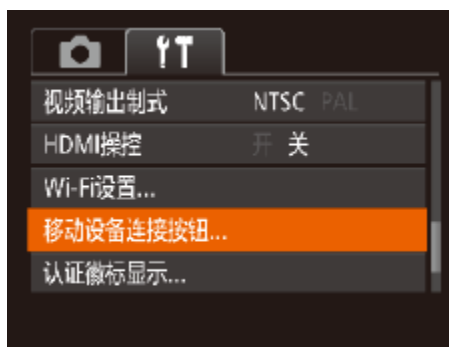 视频输出制式 NTSC PAL
HDMI操控 开 关
Wi-Fi设置...
移动设备连接按钮...
认证徽标显示...